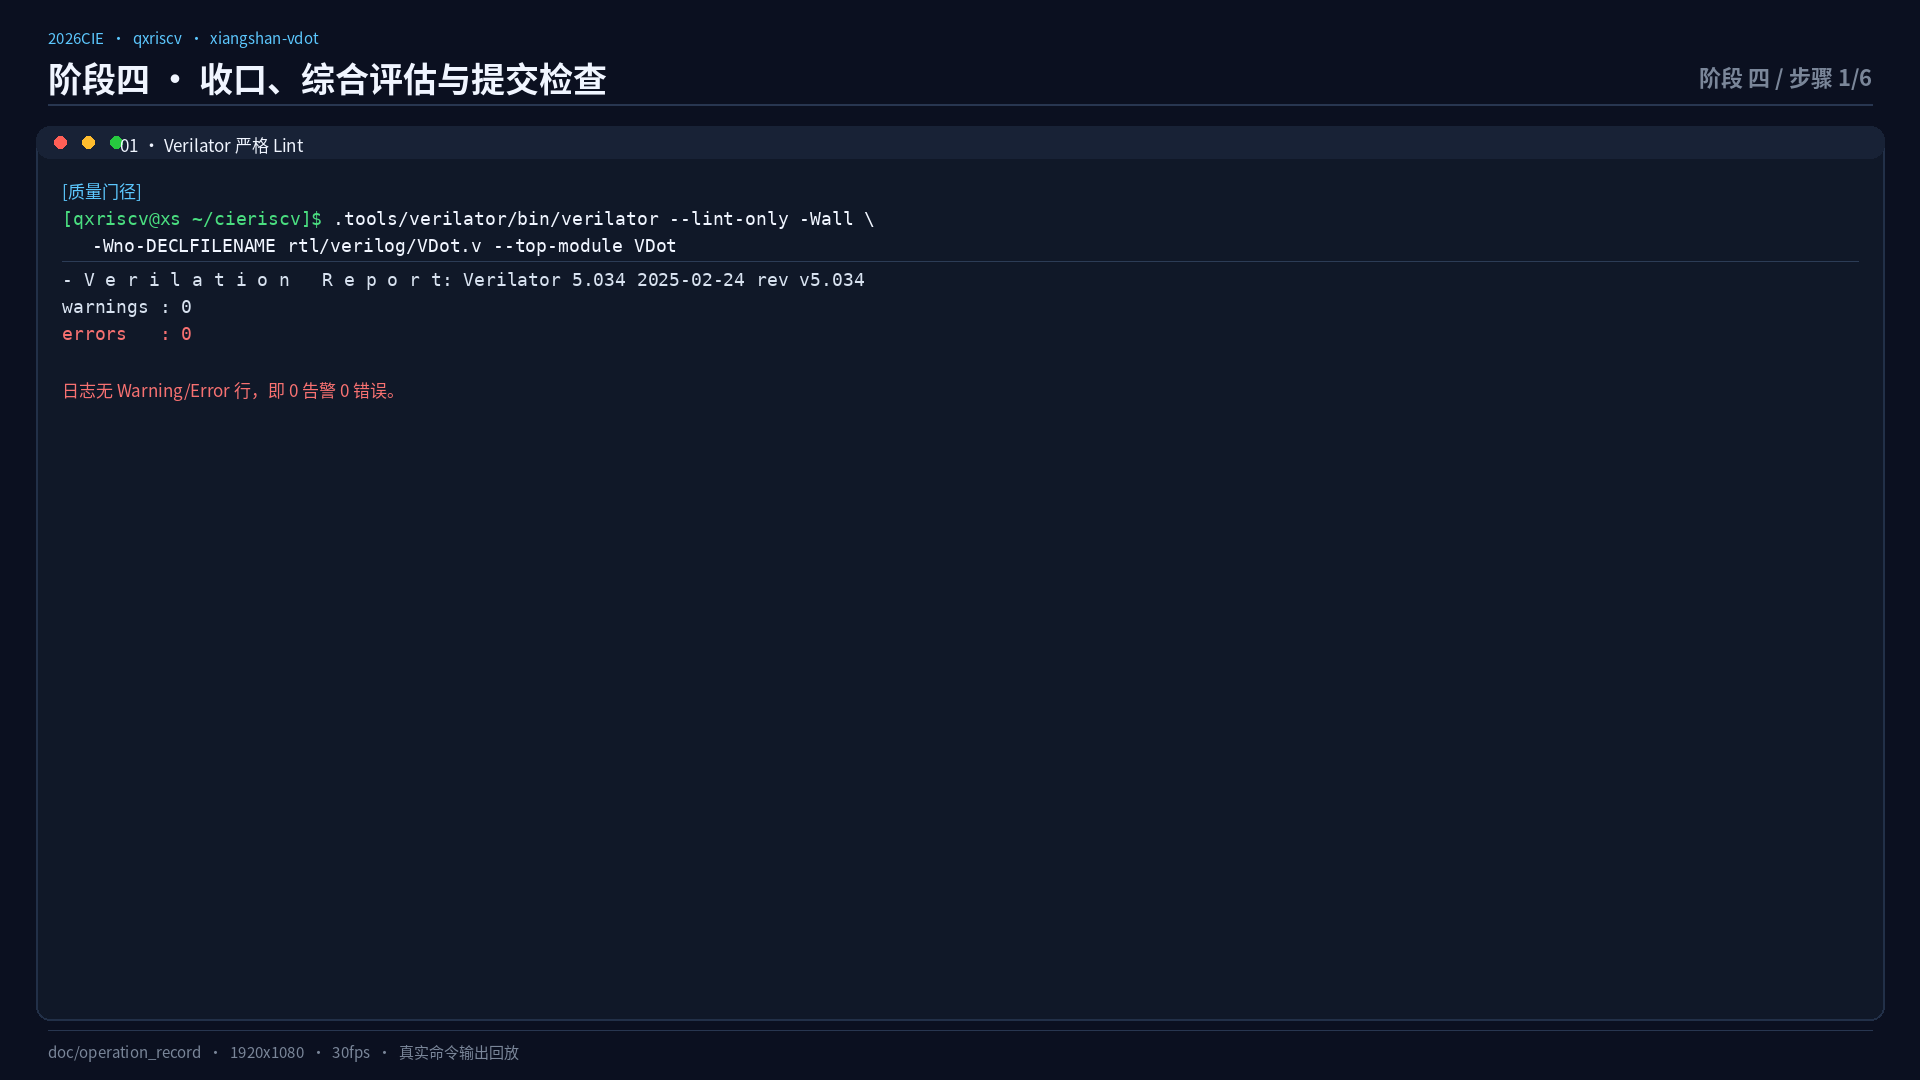 2026CIE · qxriscv · xiangshan-vdot
阶段四 · 收口、综合评估与提交检查
阶段 四 / 步骤 1/6
01 · Verilator 严格 Lint
[质量门径]
[qxriscv@xs ~/cieriscv]$ .tools/verilator/bin/verilator --lint-only -Wall \
-Wno-DECLFILENAME rtl/verilog/VDot.v --top-module VDot
- V e r i l a t i o n   R e p o r t: Verilator 5.034 2025-02-24 rev v5.034
warnings : 0
errors   : 0
日志无 Warning/Error 行，即 0 告警 0 错误。
doc/operation_record · 1920x1080 · 30fps · 真实命令输出回放